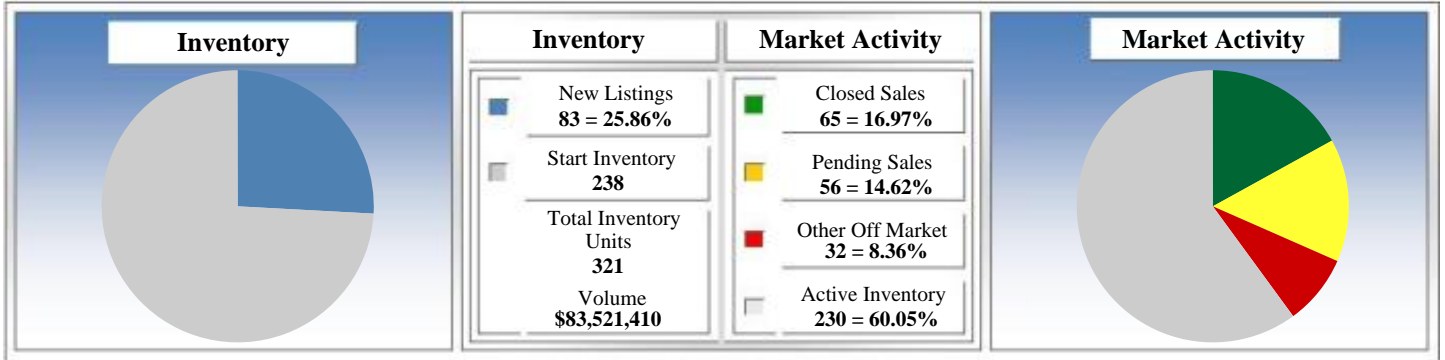 Inventory
Inventory
Market Activity
New Listings
83 = 25.86%
Start Inventory
238
Total Inventory
Units
321
Volume
$83,521,410
Closed Sales
65 = 16.97%
Pending Sales
56 = 14.62%
Other Off Market
32 = 8.36%
Active Inventory
230 = 60.05%
Market Activity